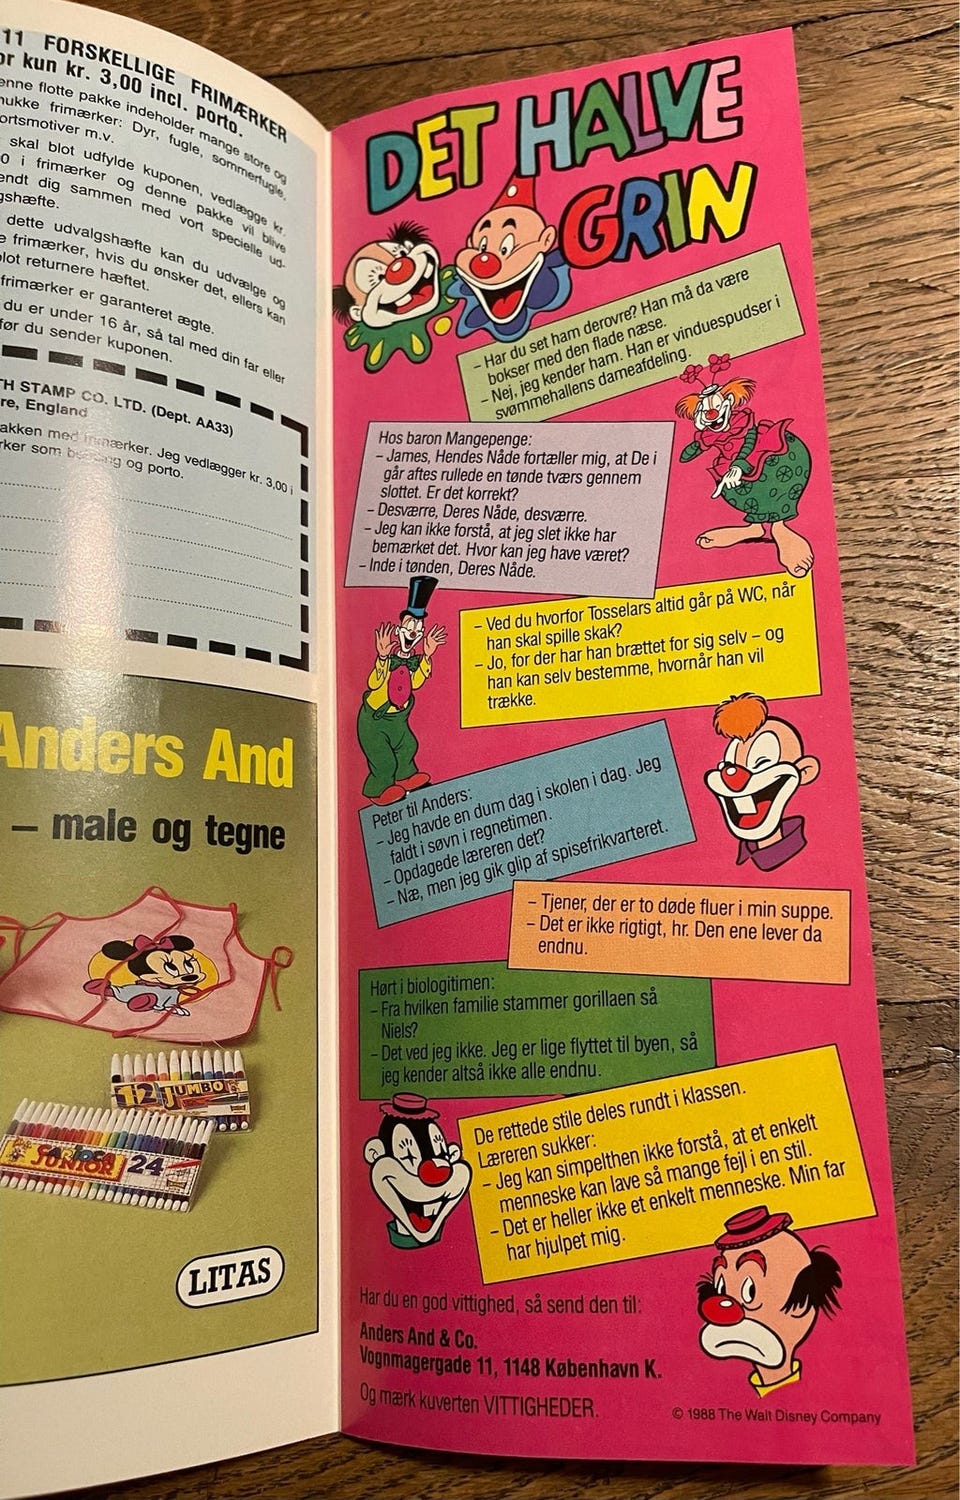 11 FORSKELLIGE FRIMÆRKER
or kun kr. 3,00 incl. porto.
enne flotte pakke indeholder mange store og
mukke frimærker: Dyr, fugle, sommerfugle,
ortsmotiver m.v.
skal blot udfylde kuponen, vedlægge kr.
0 i frimærker og denne pakke vil blive
endt dig sammen med vort specielle ud-
gshæfte.
dette udvalgshæfte kan du udvælge og
e frimærker, hvis du ønsker det, ellers kan
lot returnere hæftet.
frimærker er garanteret ægte.
du er under 16 år, så tal med din far eller
før du sender kuponen.
TH STAMP CO. LTD. (Dept. AA33)
re, England
akken med frimærker. Jeg vedlægger kr. 3,00 i
rker som og porto.
Anders And
– male og tegne
12 JUMBO
CARIOCA
JUNIOR 24
LITAS
DET HALVE
GRIN
– Har du set ham derovre? Han må da være
bokser med den flade næse.
– Nej, jeg kender ham. Han er vinduespudser i
svømmehallens dameafdeling.
Hos baron Mangepenge:
– James, Hendes Nåde fortæller mig, at De i
går aftes rullede en tønde tværs gennem
slottet. Er det korrekt?
– Desværre, Deres Nåde, desværre.
– Jeg kan ikke forstå, at jeg slet ikke har
bemærket det. Hvor kan jeg have været?
– Inde i tønden, Deres Nåde.
– Ved du hvorfor Tosselars altid går på WC, når
han skal spille skak?
– Jo, for der har han brættet for sig selv – og
han kan selv bestemme, hvornår han vil
trække.
Peter til Anders:
– Jeg havde en dum dag i skolen i dag. Jeg
faldt i søvn i regnetimen.
– Opdagede læreren det?
– Næ, men jeg gik glip af spisefrikvarteret.
– Tjener, der er to døde fluer i min suppe.
– Det er ikke rigtigt, hr. Den ene lever da
endnu.
Hørt i biologitimen:
– Fra hvilken familie stammer gorillaen så
Niels?
– Det ved jeg ikke. Jeg er lige flyttet til byen, så
jeg kender altså ikke alle endnu.
De rettede stile deles rundt i klassen.
Læreren sukker:
– Jeg kan simpelthen ikke forstå, at et enkelt
menneske kan lave så mange fejl i en stil.
– Det er heller ikke et enkelt menneske. Min far
har hjulpet mig.
Har du en god vittighed, så send den til:
Anders And & Co.
Vognmagergade 11, 1148 København K.
Og mærk kuverten VITTIGHEDER.
© 1988 The Walt Disney Company